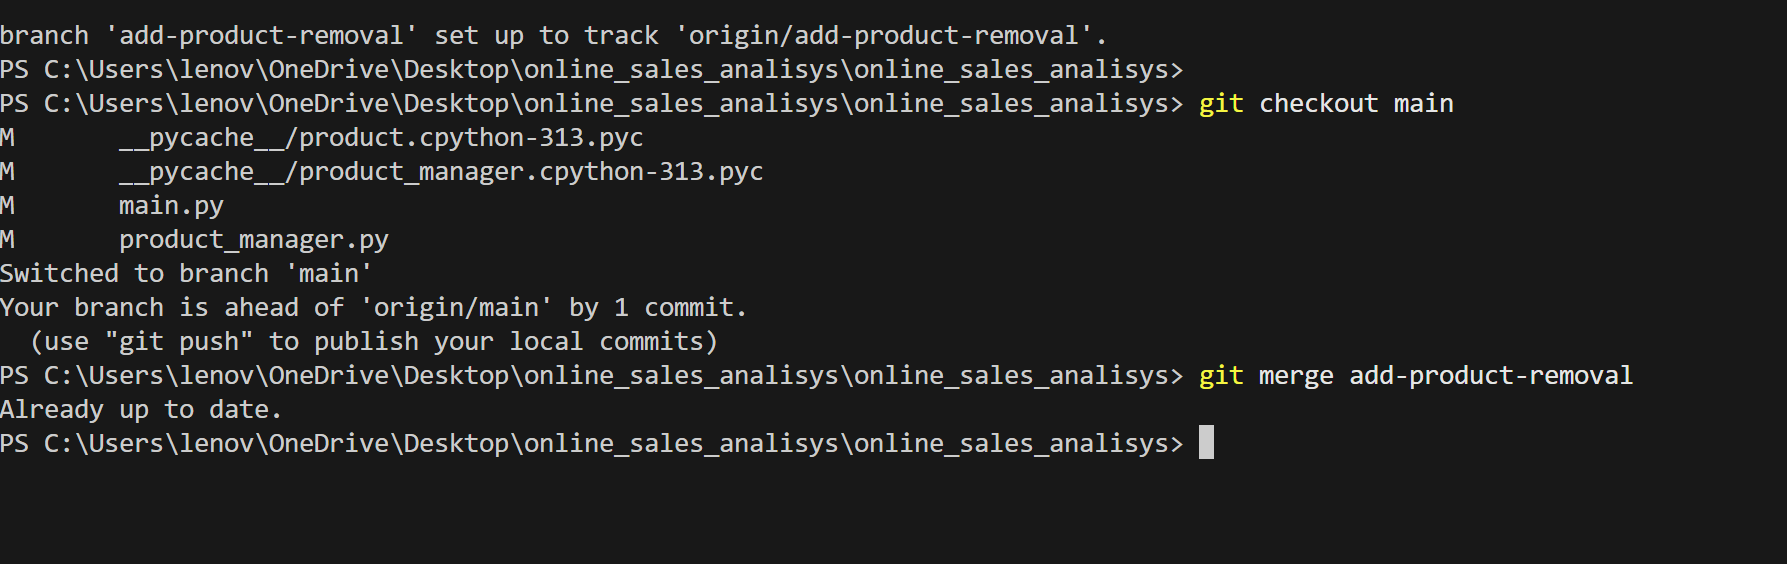 branch 'add-product-removal' set up to track 'origin/add-product-removal'.
PS C:\Users\lenov\OneDrive\Desktop\online_sales_analisys\online_sales_analisys>
PS C:\Users\lenov\OneDrive\Desktop\online_sales_analisys\online_sales_analisys> git checkout main
M       __pycache__/product.cpython-313.pyc
M       __pycache__/product_manager.cpython-313.pyc
M       main.py
M       product_manager.py
Switched to branch 'main'
Your branch is ahead of 'origin/main' by 1 commit.
  (use "git push" to publish your local commits)
PS C:\Users\lenov\OneDrive\Desktop\online_sales_analisys\online_sales_analisys> git merge add-product-removal
Already up to date.
PS C:\Users\lenov\OneDrive\Desktop\online_sales_analisys\online_sales_analisys>